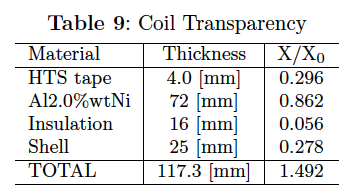 Table 9: Coil Transparency
Material Thickness X/X0
HTS tape 4.0 [mm] 0.296
Al2.0%wtNi 72 [mm] 0.862
Insulation 16 [mm] 0.056
Shell 25 [mm] 0.278
TOTAL 117.3 [mm] 1.492